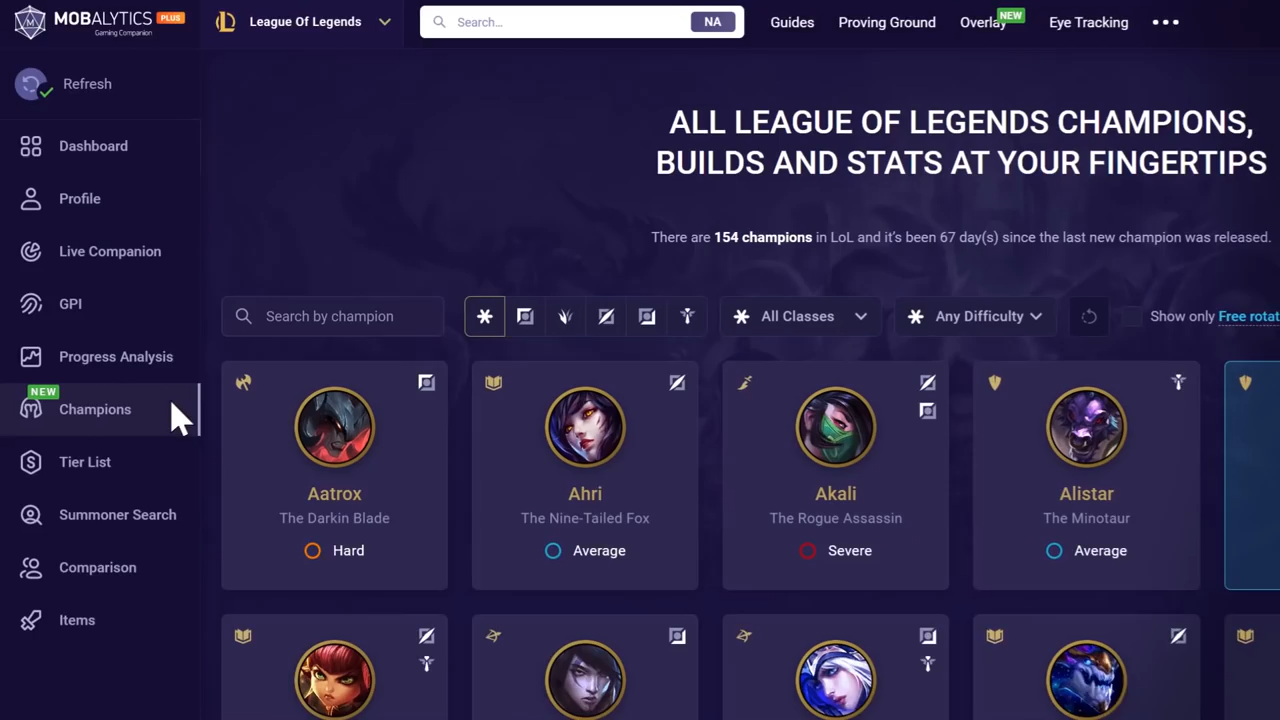 MOBALYTICS PLUS
Gaming Companion
League Of Legends
Search...
NA
Guides
Proving Ground
Overlay
NEW
Eye Tracking
Refresh
Dashboard
Profile
Live Companion
GPI
Progress Analysis
NEW
Champions
Tier List
Summoner Search
Comparison
Items
ALL LEAGUE OF LEGENDS CHAMPIONS,
BUILDS AND STATS AT YOUR FINGERTIPS
There are 154 champions in LoL and it's been 67 day(s) since the last new champion was released.
Search by champion
All Classes
Any Difficulty
Show only Free rotat
Aatrox
The Darkin Blade
Hard
Ahri
The Nine-Tailed Fox
Average
Akali
The Rogue Assassin
Severe
Alistar
The Minotaur
Average